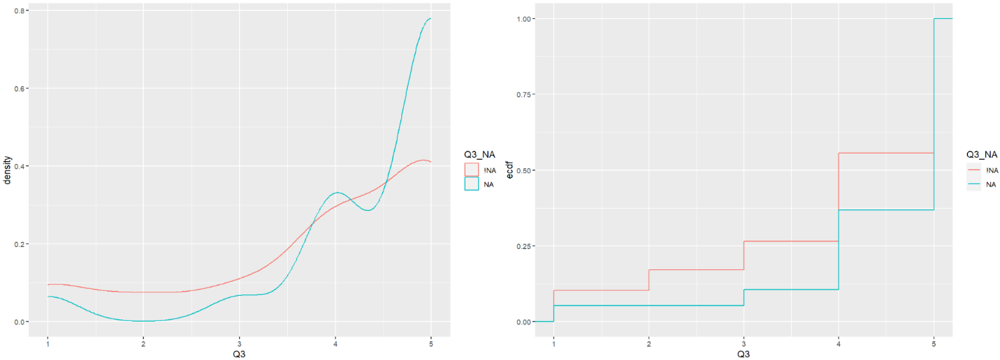 0.8
0.6
0.4
0.2
0.0
density
1 2 3 4 5
Q3
Q3_NA
!NA
NA
1.00
0.75
0.50
0.25
0.00
ecdf
1 2 3 4 5
Q3
Q3_NA
!NA
NA